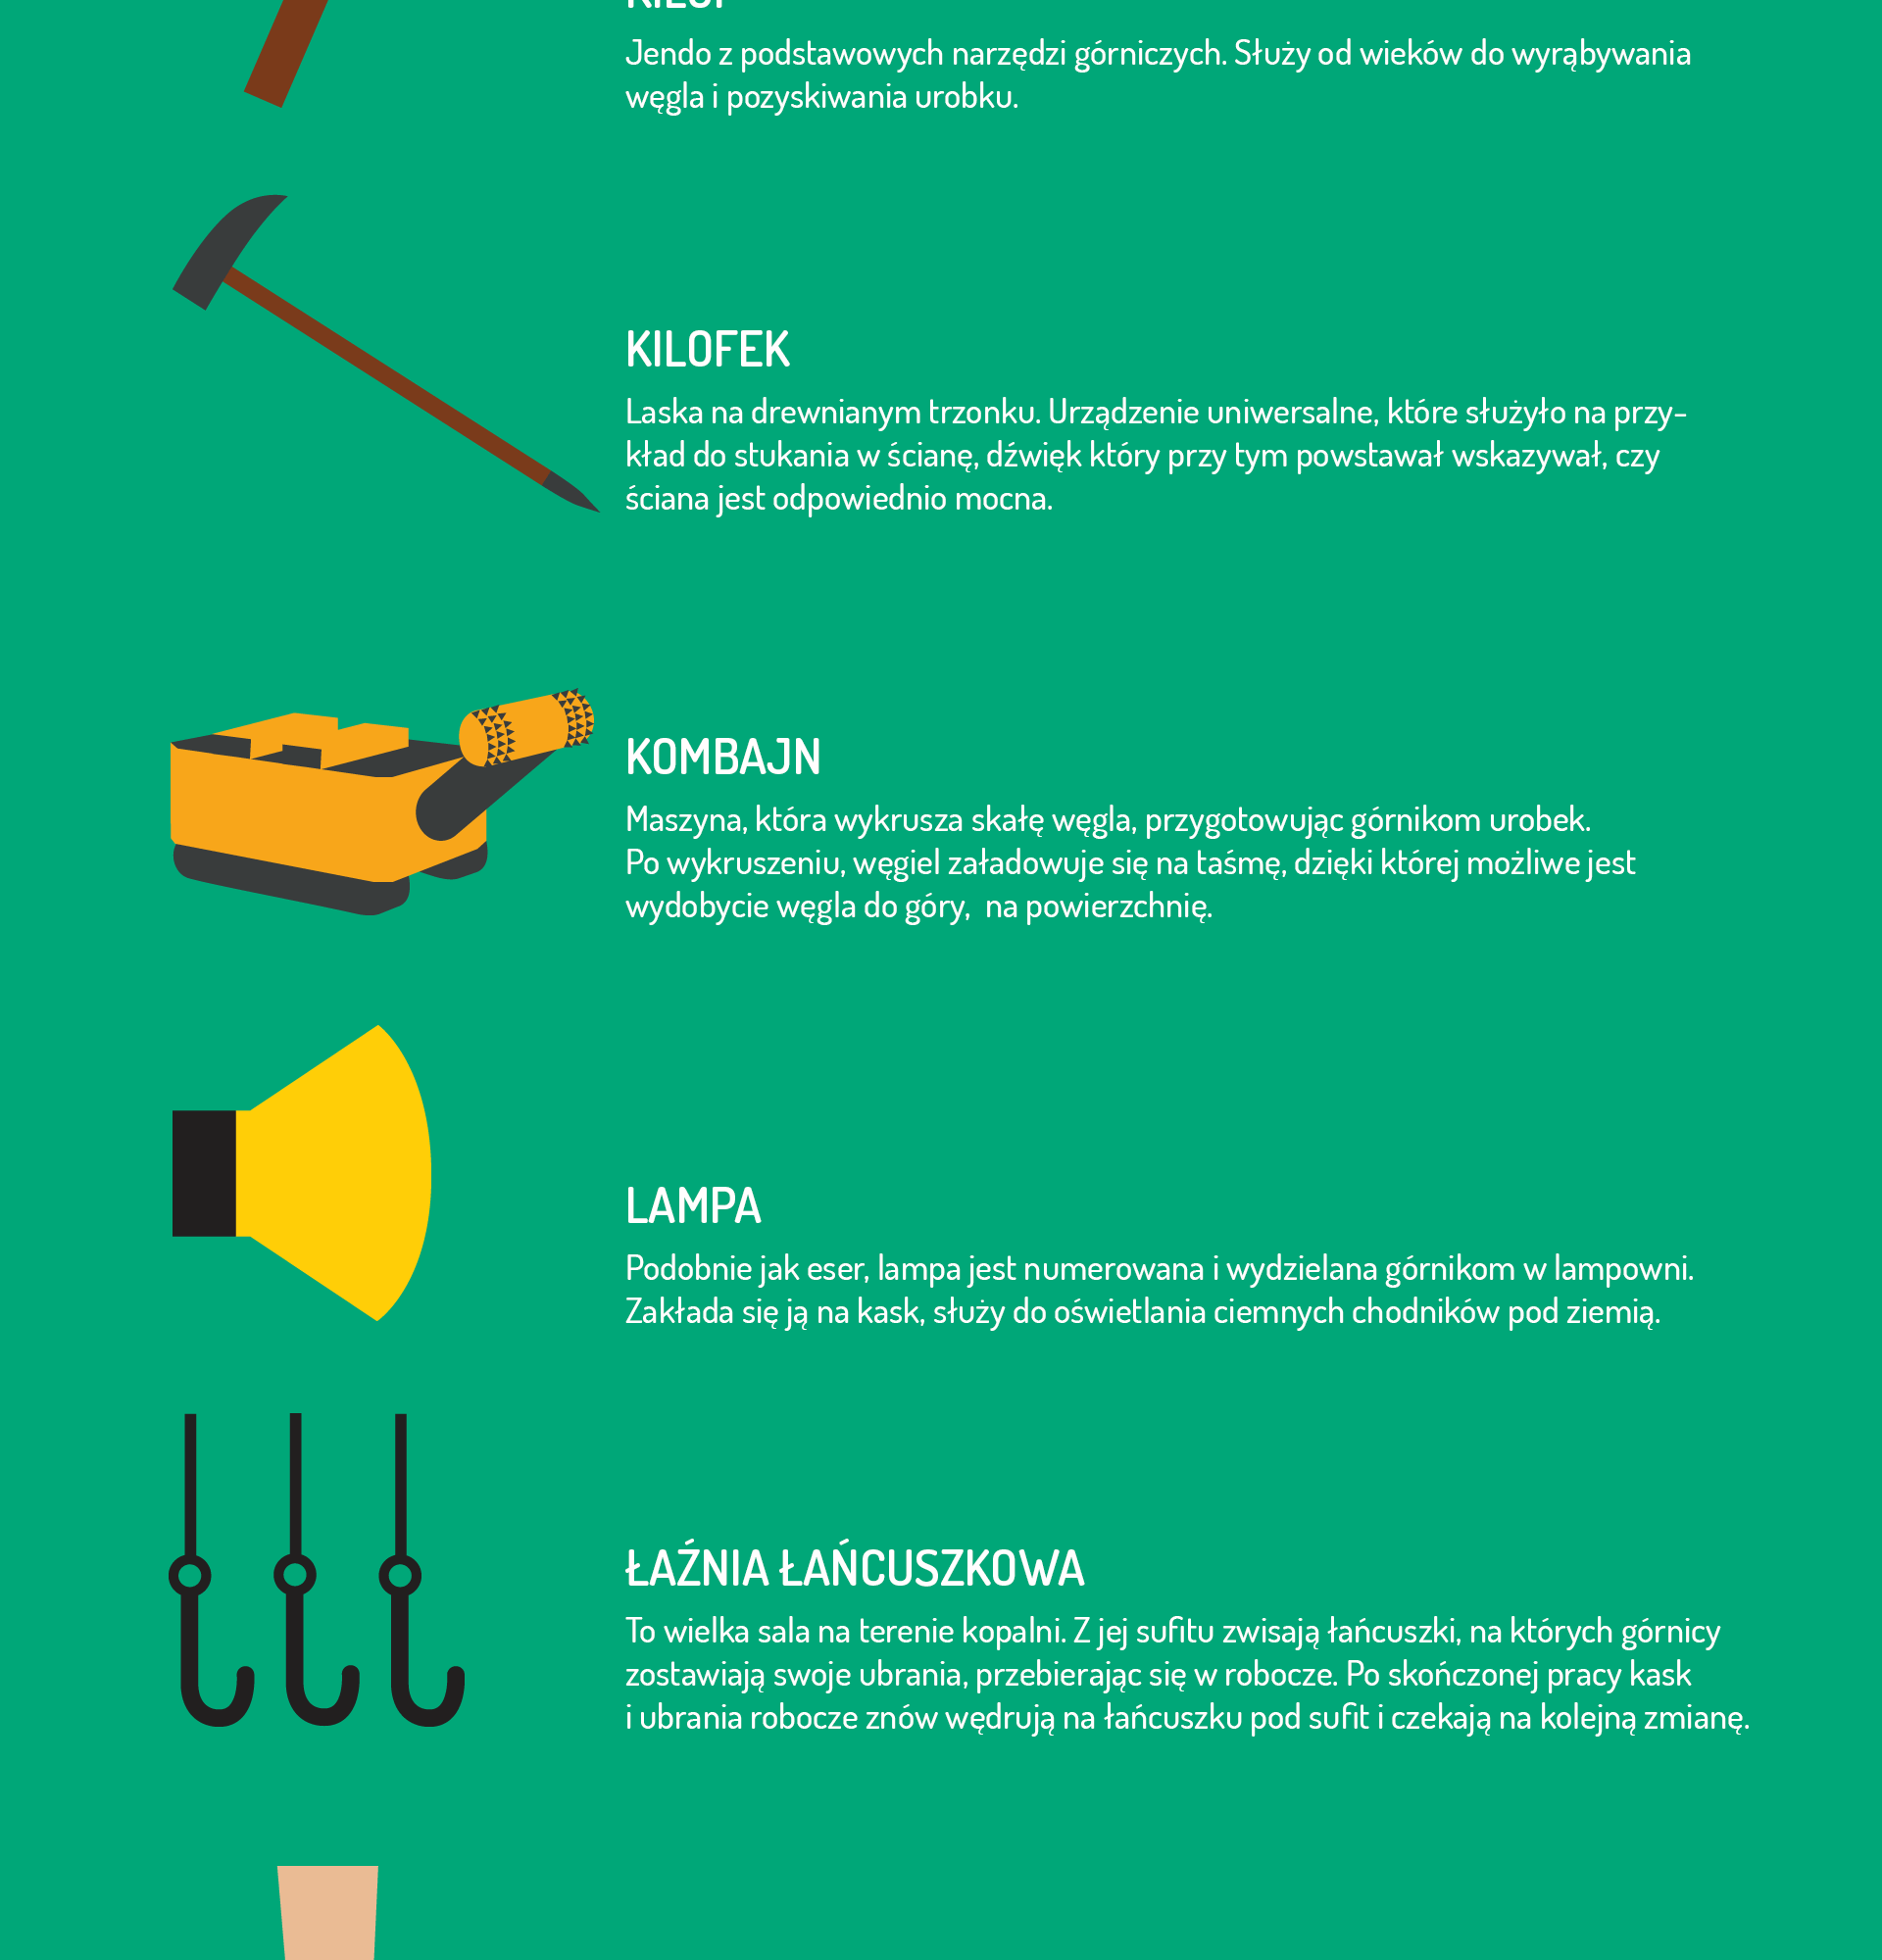 Jendo z podstawowych narzędzi górniczych. Służy od wieków do wyrąbywania
węgla i pozyskiwania urobku.
KILOFEK
Laska na drewnianym trzonku. Urządzenie uniwersalne, które służyło na przy-
kład do stukania w ścianę, dźwięk który przy tym powstawał wskazywał, czy
ściana jest odpowiednio mocna.
KOMBAJN
Maszyna, która wykrusza skałę węgla, przygotowując górnikom urobek.
Po wykruszeniu, węgiel załadowuje się na taśmę, dzięki której możliwe jest
wydobycie węgla do góry,  na powierzchnię.
LAMPA
Podobnie jak eser, lampa jest numerowana i wydzielana górnikom w lampowni.
Zakłada się ją na kask, służy do oświetlania ciemnych chodników pod ziemią.
ŁAŹNIA ŁAŃCUSZKOWA
To wielka sala na terenie kopalni. Z jej sufitu zwisają łańcuszki, na których górnicy
zostawiają swoje ubrania, przebierając się w robocze. Po skończonej pracy kask
i ubrania robocze znów wędrują na łańcuszku pod sufit i czekają na kolejną zmianę.